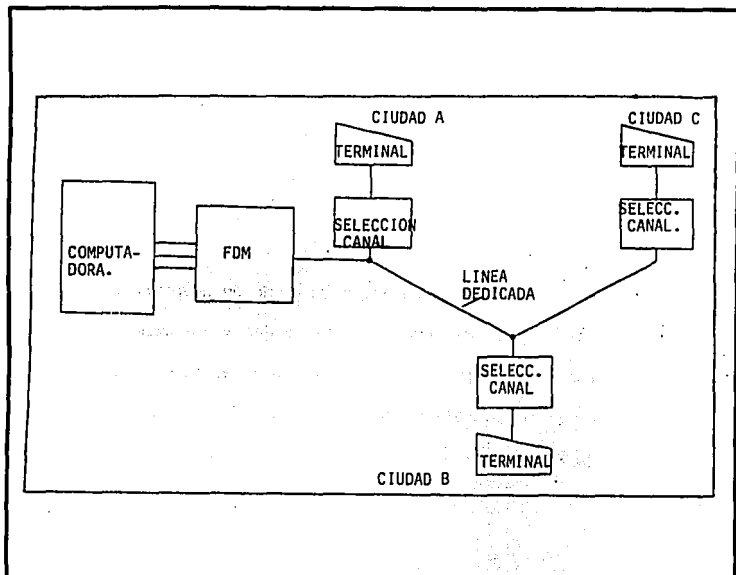 CIUDAD A
CIUDAD C
TERMINAL
TERMINAL
SELECCION
CANAL
SELECC.
CANAL.
COMPUTA-
DORA.
FDM
LINEA
DEDICADA
SELECC.
CANAL
TERMINAL
CIUDAD B